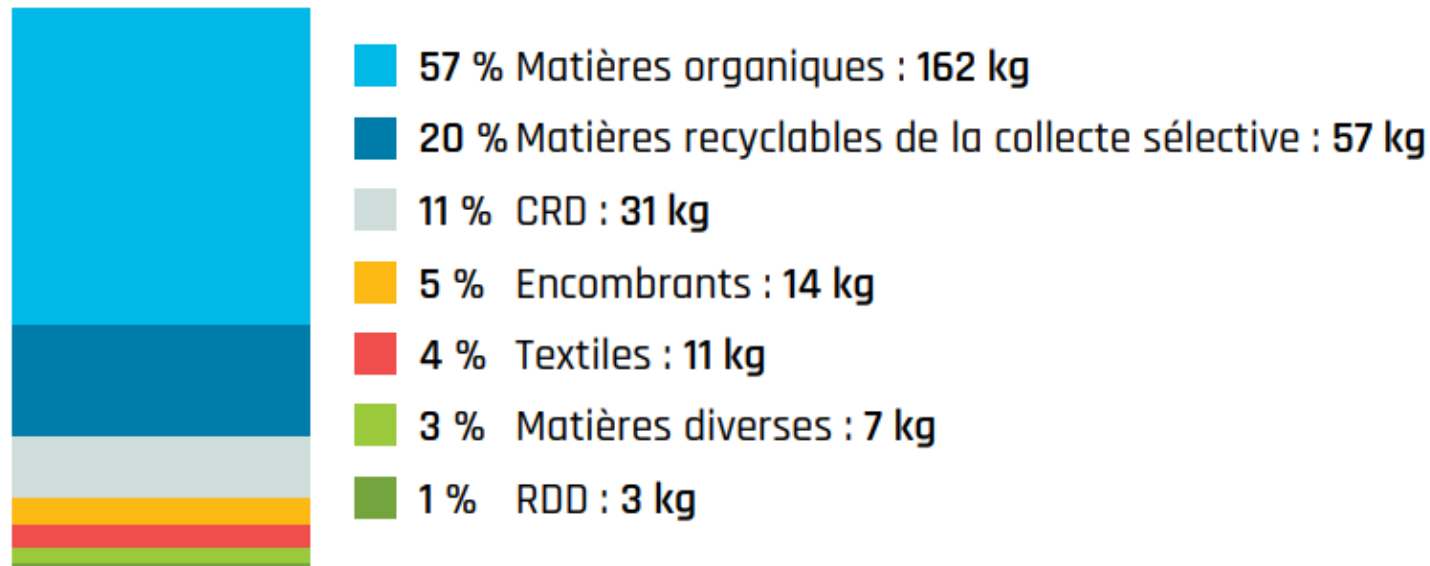 57 % Matières organiques : 162 kg
20 % Matières recyclables de la collecte sélective : 57 kg
11 % CRD : 31 kg
5 % Encombrants : 14 kg
4 % Textiles : 11 kg
3 % Matières diverses : 7 kg
1 % RDD : 3 kg